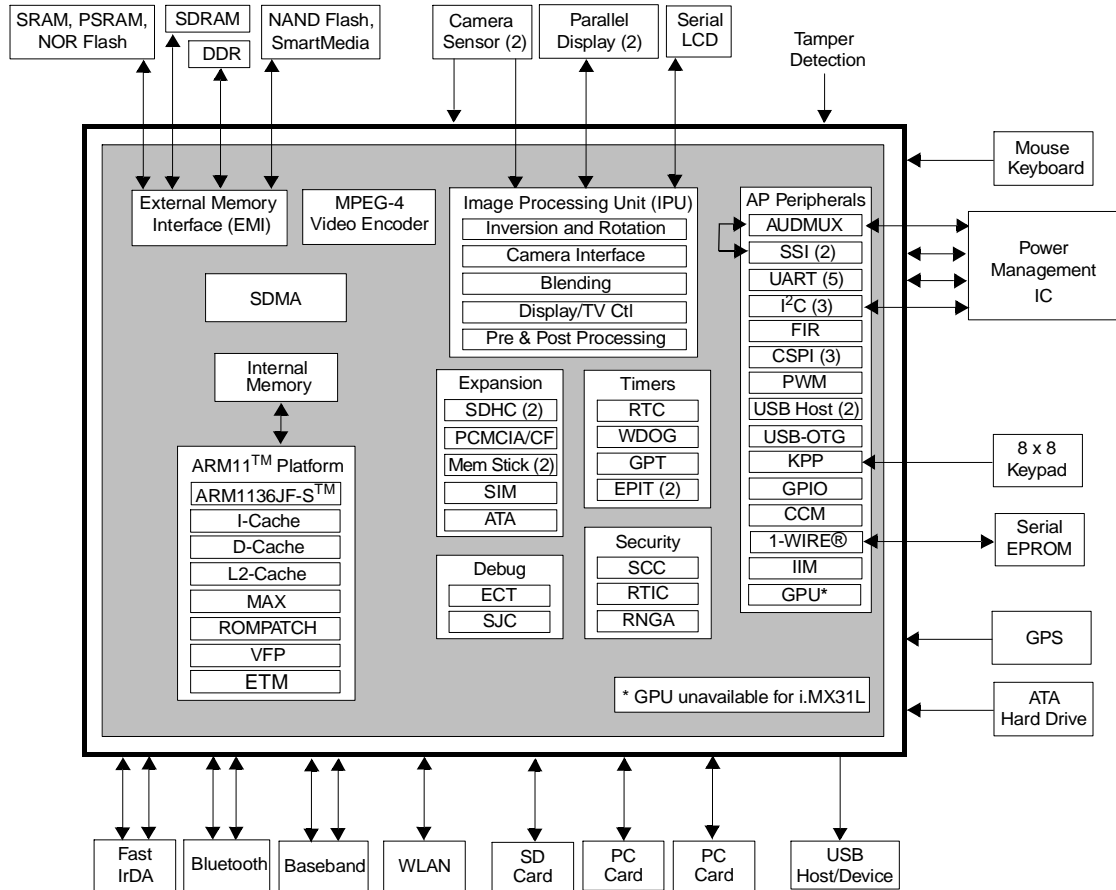 SRAM, PSRAM,
NOR Flash
SDRAM
DDR
NAND Flash,
SmartMedia
Camera
Sensor (2)
Parallel
Display (2)
Serial
LCD
Tamper
Detection
External Memory
Interface (EMI)
MPEG-4
Video Encoder
SDMA
Internal
Memory
ARM11™ Platform
ARM1136JF-S™
I-Cache
D-Cache
L2-Cache
MAX
ROMPATCH
VFP
ETM
Image Processing Unit (IPU)
Inversion and Rotation
Camera Interface
Blending
Display/TV Ctl
Pre & Post Processing
Expansion
SDHC (2)
PCMCIA/CF
Mem Stick (2)
SIM
ATA
Debug
ECT
SJC
Timers
RTC
WDOG
GPT
EPIT (2)
Security
SCC
RTIC
RNGA
AP Peripherals
AUDMUX
SSI (2)
UART (5)
I²C (3)
FIR
CSPI (3)
PWM
USB Host (2)
USB-OTG
KPP
GPIO
CCM
1-WIRE®
IIM
GPU*
* GPU unavailable for i.MX31L
Mouse
Keyboard
Power
Management
IC
8 x 8
Keypad
Serial
EPROM
GPS
ATA
Hard Drive
Fast
IrDA
Bluetooth
Baseband
WLAN
SD
Card
PC
Card
PC
Card
USB
Host/Device